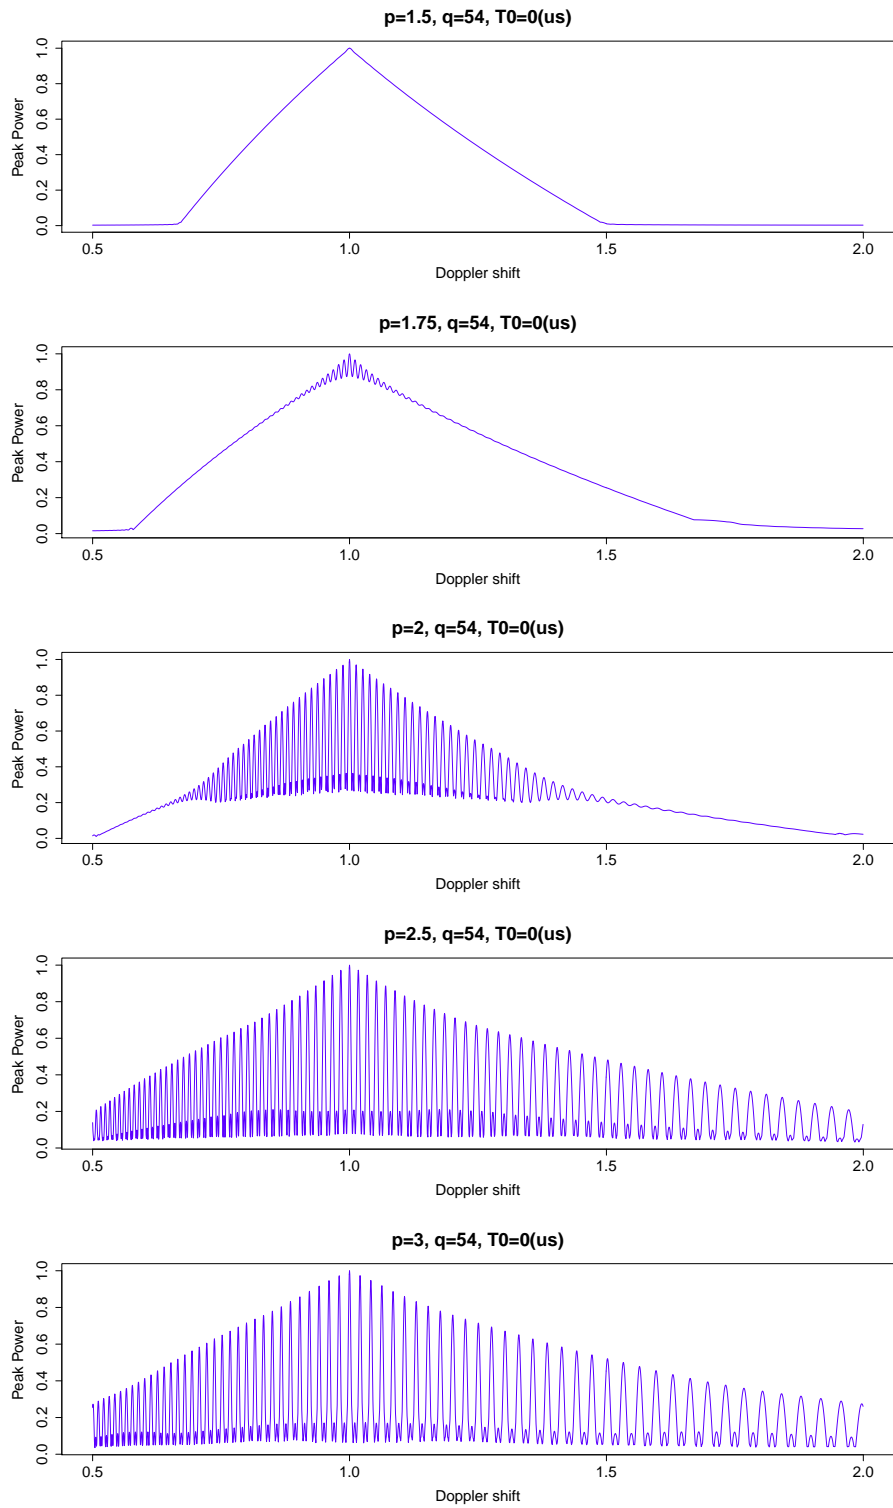 p=1.5, q=54, T0=0(us)
Peak Power
0.0 0.2 0.4 0.6 0.8 1.0
0.5 1.0 1.5 2.0
Doppler shift
p=1.75, q=54, T0=0(us)
Peak Power
0.0 0.2 0.4 0.6 0.8 1.0
0.5 1.0 1.5 2.0
Doppler shift
p=2, q=54, T0=0(us)
Peak Power
0.0 0.2 0.4 0.6 0.8 1.0
0.5 1.0 1.5 2.0
Doppler shift
p=2.5, q=54, T0=0(us)
Peak Power
0.0 0.2 0.4 0.6 0.8 1.0
0.5 1.0 1.5 2.0
Doppler shift
p=3, q=54, T0=0(us)
Peak Power
0.0 0.2 0.4 0.6 0.8 1.0
0.5 1.0 1.5 2.0
Doppler shift